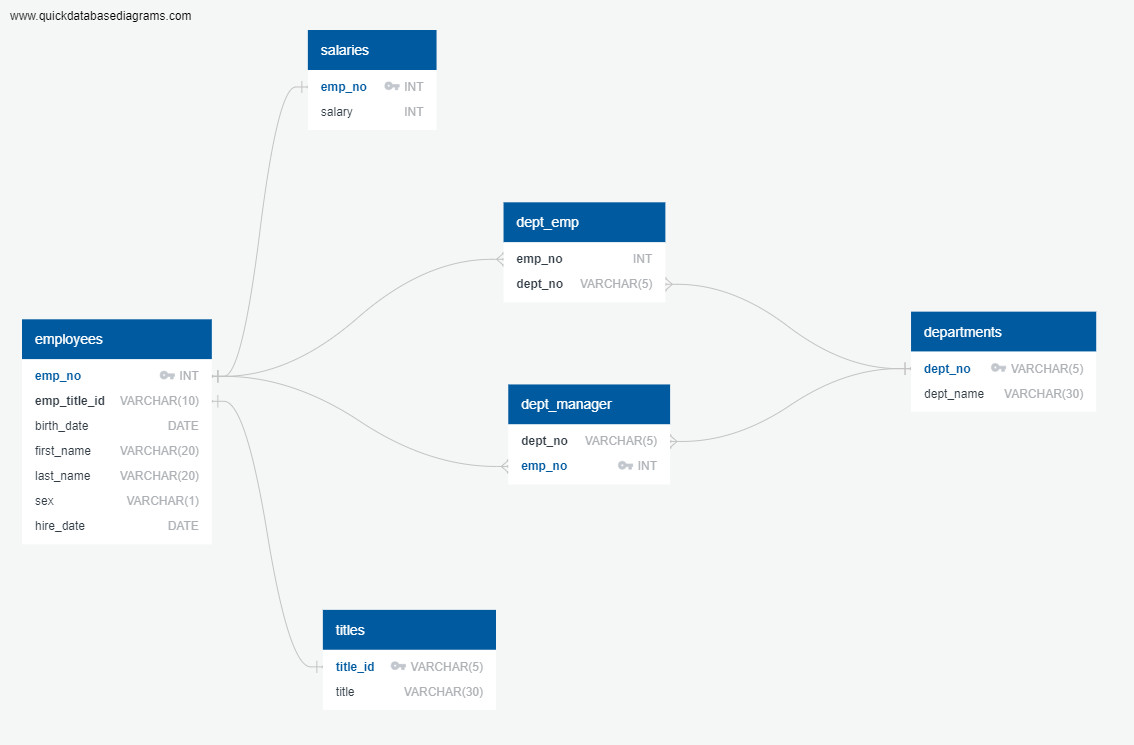 www.quickdatabasediagrams.com
salaries
emp_no INT
salary INT
dept_emp
emp_no INT
dept_no VARCHAR(5)
employees
emp_no INT
emp_title_id VARCHAR(10)
birth_date DATE
first_name VARCHAR(20)
last_name VARCHAR(20)
sex VARCHAR(1)
hire_date DATE
departments
dept_no VARCHAR(5)
dept_name VARCHAR(30)
dept_manager
dept_no VARCHAR(5)
emp_no INT
titles
title_id VARCHAR(5)
title VARCHAR(30)